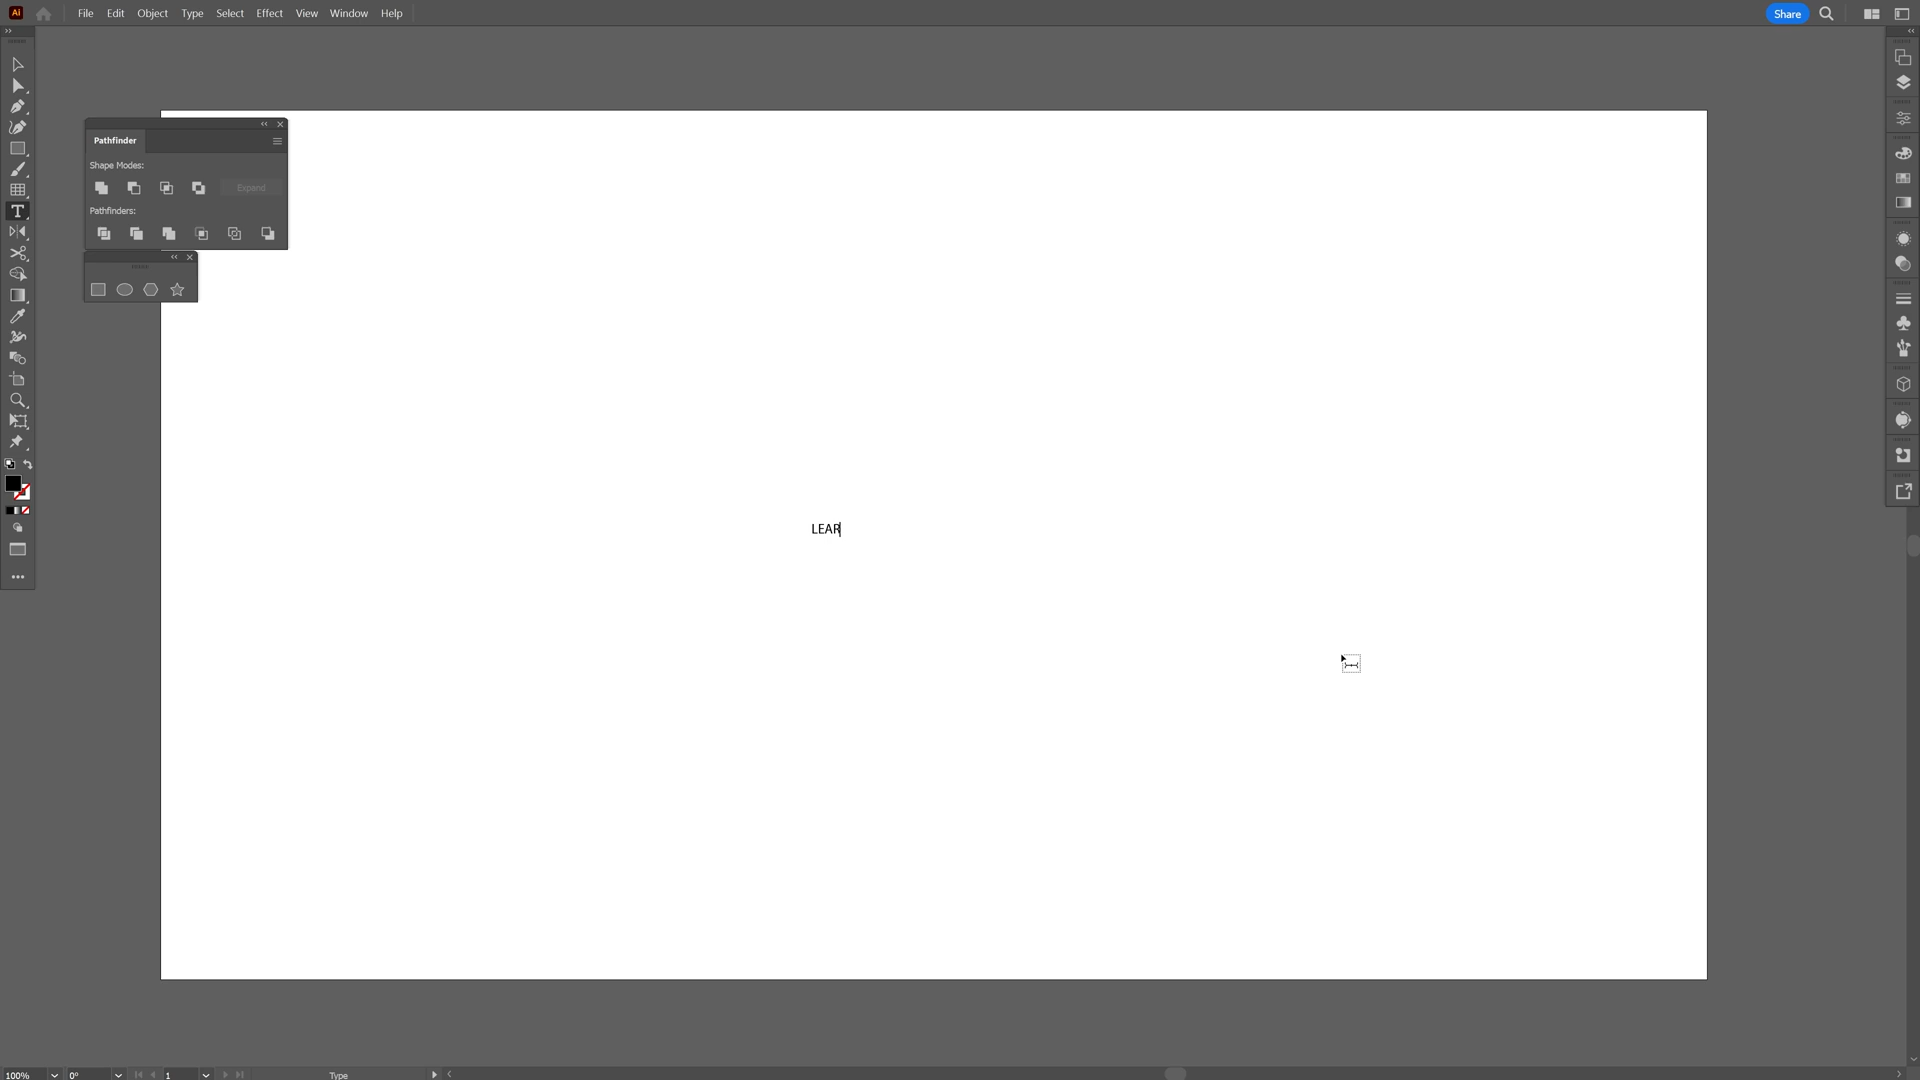 Ai File Edit Object Type Select Effect View Window Help Share
Pathfinder
Shape Modes:
Expand
Pathfinders:
T
LEAR
100% 0° 1 Type